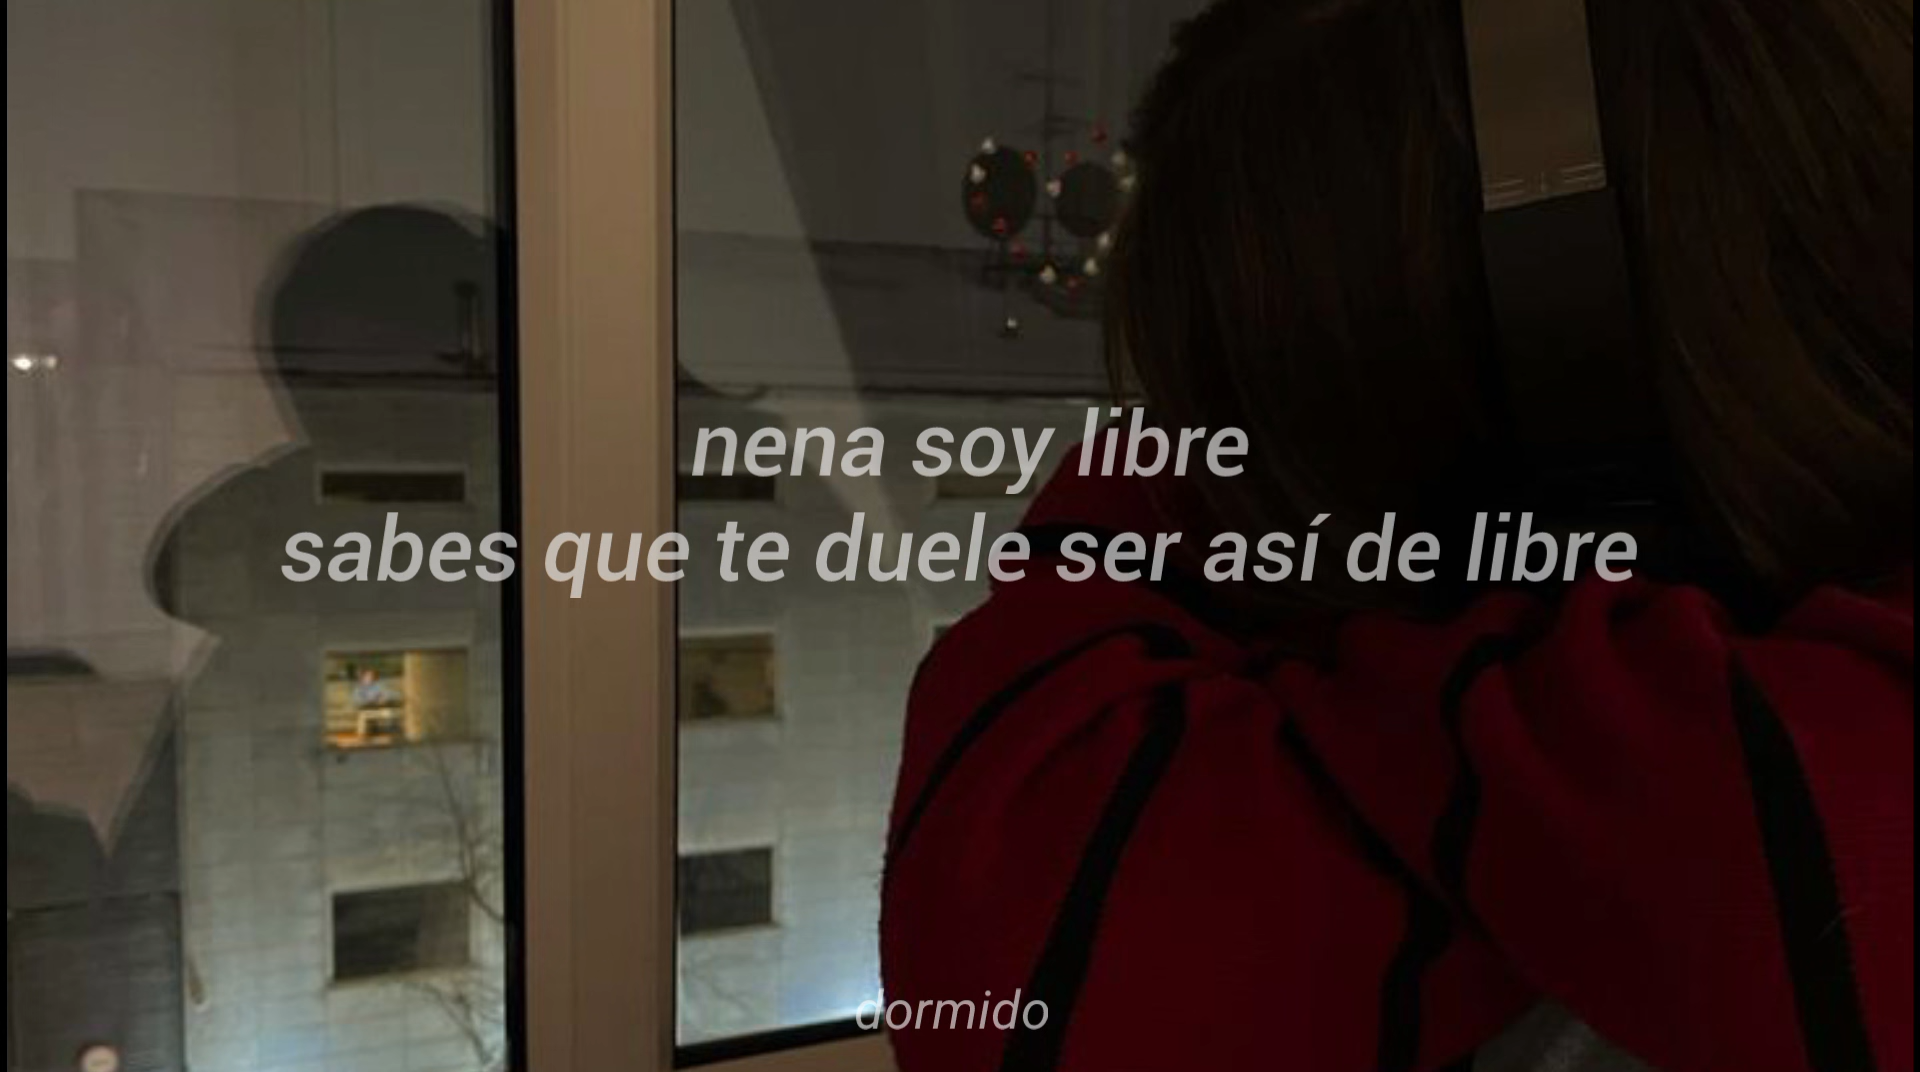 nena soy libre
sabes que te duele ser así de libre
dormido